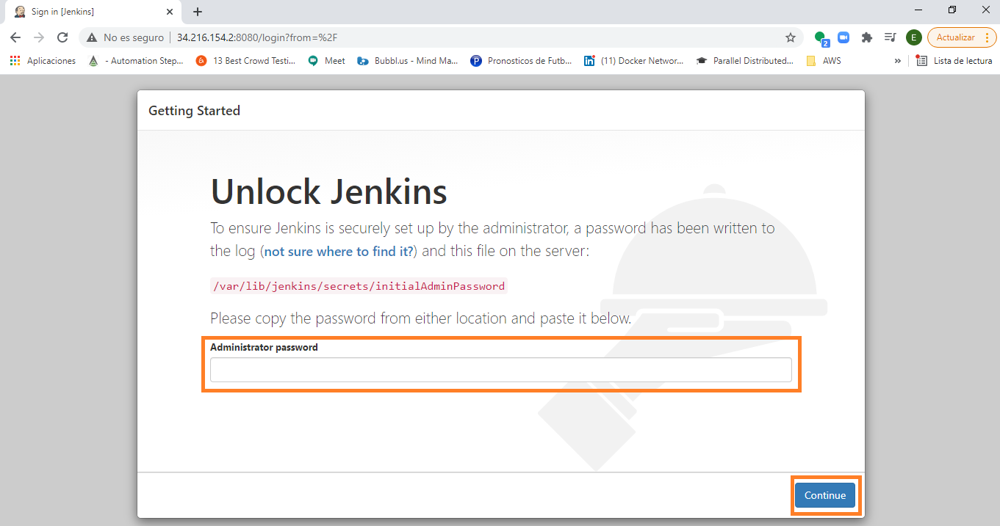 Sign in [Jenkins]
No es seguro
34.216.154.2:8080/login?from=%2F
2
E
Actualizar
Aplicaciones
- Automation Step...
13 Best Crowd Testi...
Meet
Bubbl.us - Mind Ma...
P
Pronosticos de Futb...
in
(11) Docker Networ...
Parallel Distributed...
AWS
»
Lista de lectura
Getting Started
Unlock Jenkins
To ensure Jenkins is securely set up by the administrator, a password has been written to
the log (not sure where to find it?) and this file on the server:
/var/lib/jenkins/secrets/initialAdminPassword
Please copy the password from either location and paste it below.
Administrator password
Continue